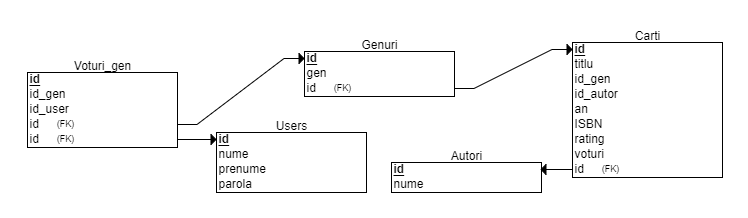 Voturi_gen
id
id_gen
id_user
id (FK)
id (FK)
Genuri
id
gen
id (FK)
Users
id
nume
prenume
parola
Carti
id
titlu
id_gen
id_autor
an
ISBN
rating
voturi
id (FK)
Autori
id
nume